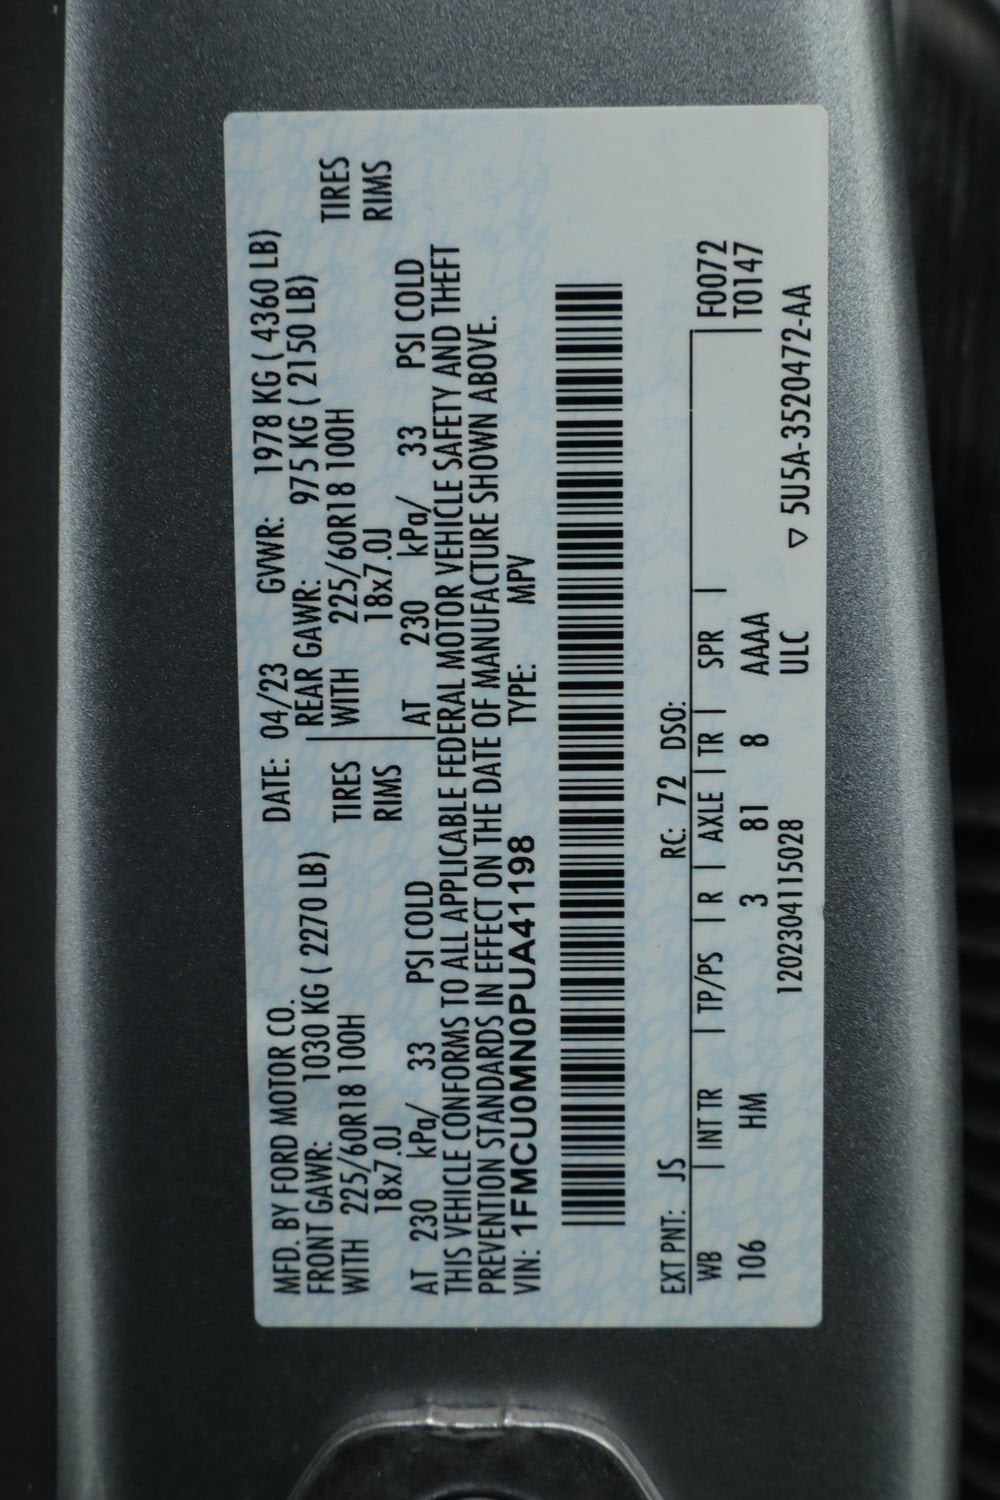 MFD. BY FORD MOTOR CO. DATE: 04/23 GVWR: 1978 KG ( 4360 LB)
FRONT GAWR: 1030 KG ( 2270 LB) REAR GAWR: 975 KG ( 2150 LB)
WITH 225/60R18 100H TIRES WITH 225/60R18 100H TIRES
18x7.0J RIMS 18x7.0J RIMS
AT 230 kPa/ 33 PSI COLD AT 230 kPa/ 33 PSI COLD
THIS VEHICLE CONFORMS TO ALL APPLICABLE FEDERAL MOTOR VEHICLE SAFETY AND THEFT
PREVENTION STANDARDS IN EFFECT ON THE DATE OF MANUFACTURE SHOWN ABOVE.
VIN: 1FMCU0MN0PUA41198 TYPE: MPV
EXT PNT: JS RC: 72 DSO:
WB | INT TR | TP/PS | R | AXLE | TR | SPR | F0072
106 HM 3 81 8 AAAA T0147
12023041​15028 ULC ▽ 5U5A-3520472-AA